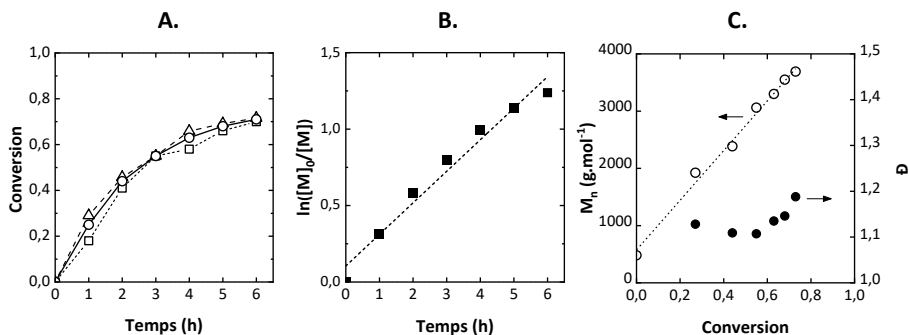 A.
B.
C.
Conversion
1,0
0,8
0,6
0,4
0,2
0,0
0 1 2 3 4 5 6
Temps (h)
ln([M]₀/[M])
1,5
1,0
0,5
0,0
0 1 2 3 4 5 6
Temps (h)
Mₙ (g.mol⁻¹)
4000
3000
2000
1000
0
0,0 0,2 0,4 0,6 0,8 1,0
Conversion
1,5
1,4
1,3
1,2
1,1
1,0
Đ